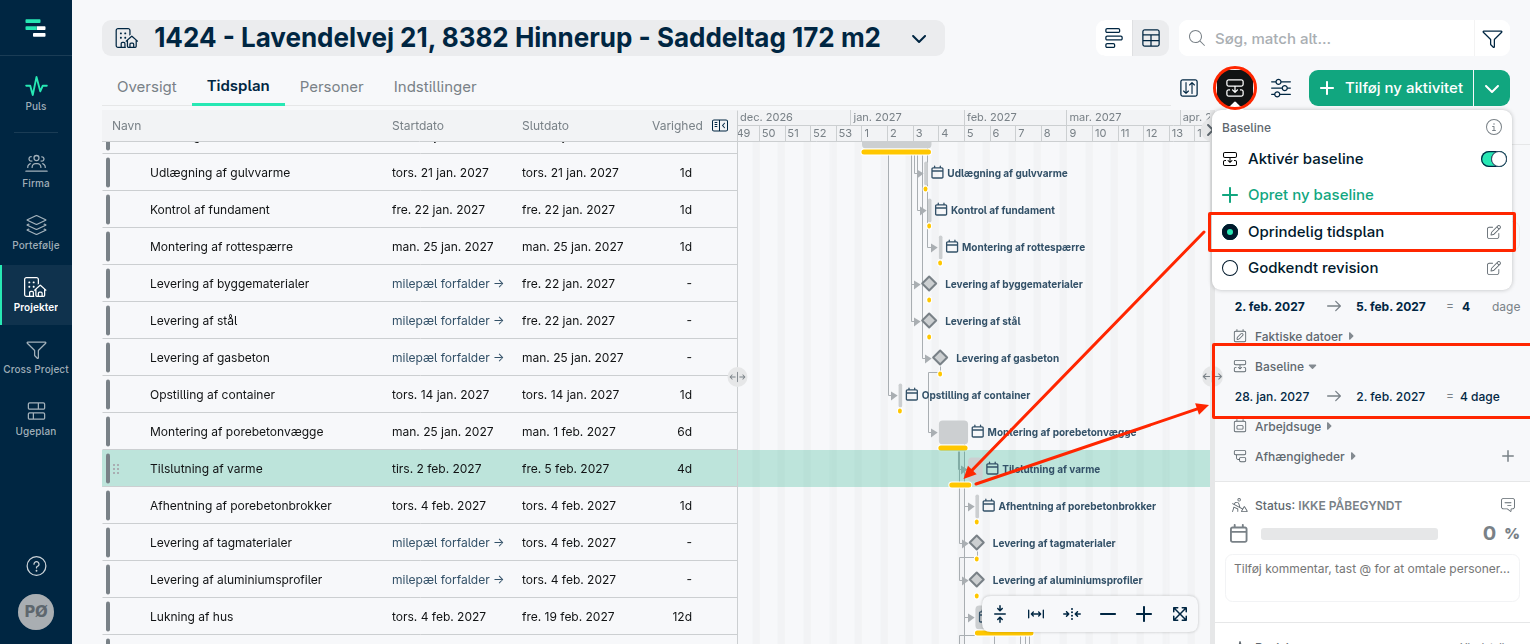 1424 - Lavendelvej 21, 8382 Hinnerup - Saddeltag 172 m2
Søg, match alt...
Puls
Firma
Portefølje
Projekter
Cross Project
Ugeplan
PØ
Oversigt Tidsplan Personer Indstillinger
Tilføj ny aktivitet
Navn Startdato Slutdato Varighed
dec. 2026 jan. 2027 feb. 2027 mar. 2027 apr. 2
49 50 51 52 53 1 2 3 4 5 6 7 8 9 10 11 12 13 1
Udlægning af gulvvarme tors. 21 jan. 2027 tors. 21 jan. 2027 1d Udlægning af gulvvarme
Kontrol af fundament fre. 22 jan. 2027 fre. 22 jan. 2027 1d Kontrol af fundament
Montering af rottespærre man. 25 jan. 2027 man. 25 jan. 2027 1d Montering af rottespærre
Levering af byggematerialer milepæl forfalder → fre. 22 jan. 2027 - Levering af byggematerialer
Levering af stål milepæl forfalder → fre. 22 jan. 2027 - Levering af stål
Levering af gasbeton milepæl forfalder → man. 25 jan. 2027 - Levering af gasbeton
Opstilling af container tors. 14 jan. 2027 tors. 14 jan. 2027 1d Opstilling af container
Montering af porebetonvægge man. 25 jan. 2027 man. 1 feb. 2027 6d Montering af porebetonvægge
Tilslutning af varme tirs. 2 feb. 2027 fre. 5 feb. 2027 4d Tilslutning af varme
Afhentning af porebetonbrokker tors. 4 feb. 2027 tors. 4 feb. 2027 1d Afhentning af porebetonbrokker
Levering af tagmaterialer milepæl forfalder → tors. 4 feb. 2027 - Levering af tagmaterialer
Levering af aluminiumsprofiler milepæl forfalder → tors. 4 feb. 2027 - Levering af aluminiumsprofiler
Lukning af hus tors. 4 feb. 2027 fre. 19 feb. 2027 12d
Baseline
Aktivér baseline
Opret ny baseline
Oprindelig tidsplan
Godkendt revision
2. feb. 2027 → 5. feb. 2027 = 4 dage
Faktiske datoer
Baseline
28. jan. 2027 → 2. feb. 2027 = 4 dage
Arbejdsuge
Afhængigheder
Status: IKKE PÅBEGYNDT
0 %
Tilføj kommentar, tast @ for at omtale personer...